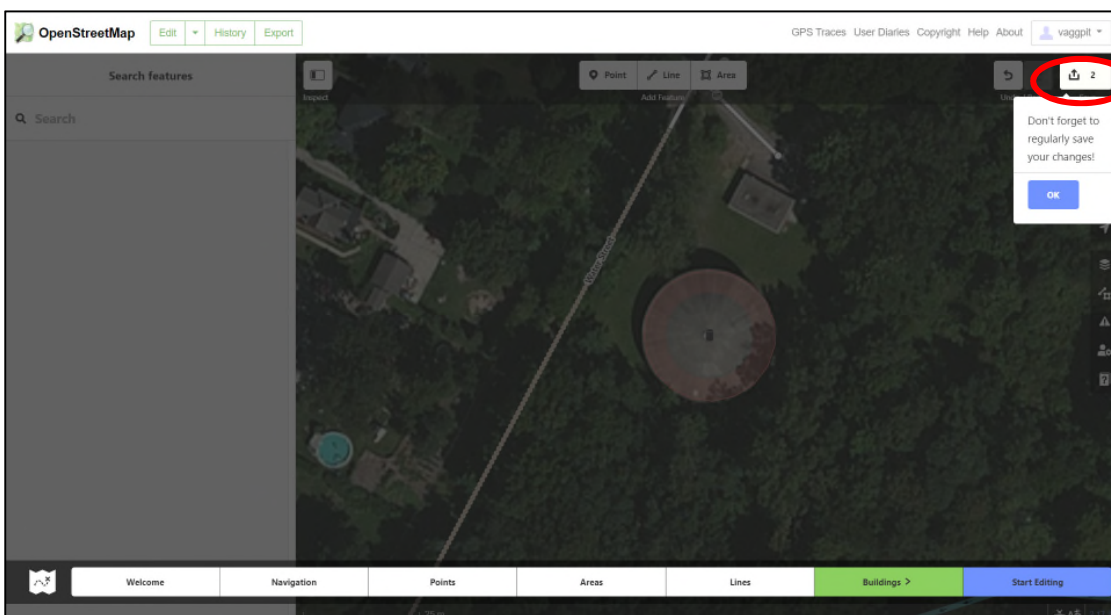 OpenStreetMap Edit History Export GPS Traces User Diaries Copyright Help About vaggpit
Search features
Point Line Area
2
Inspect
Add Feature
Search
Don't forget to
regularly save
your changes!
OK
Water Street
Welcome Navigation Points Areas Lines Buildings > Start Editing